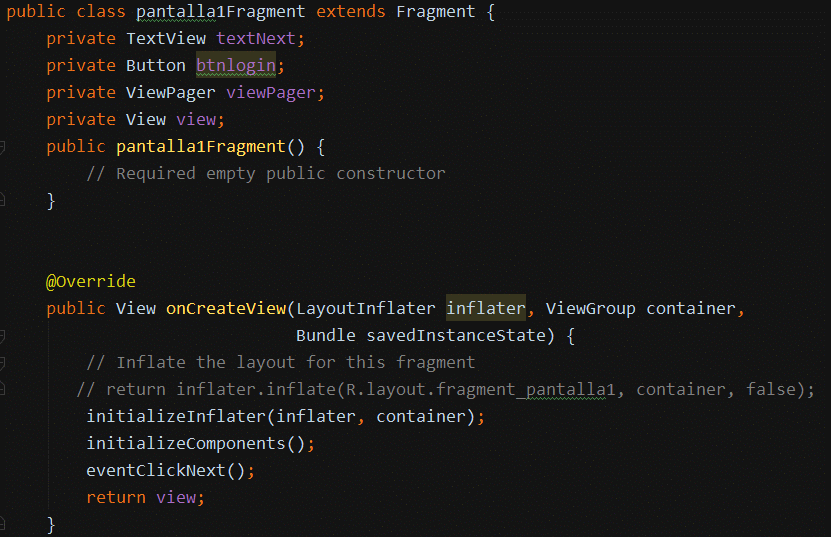 public class pantalla1Fragment extends Fragment {
    private TextView textNext;
    private Button btnlogin;
    private ViewPager viewPager;
    private View view;
    public pantalla1Fragment() {
        // Required empty public constructor
    }
    @Override
    public View onCreateView(LayoutInflater inflater, ViewGroup container,
                             Bundle savedInstanceState) {
        // Inflate the layout for this fragment
       // return inflater.inflate(R.layout.fragment_pantalla1, container, false);
        initializeInflater(inflater, container);
        initializeComponents();
        eventClickNext();
        return view;
    }